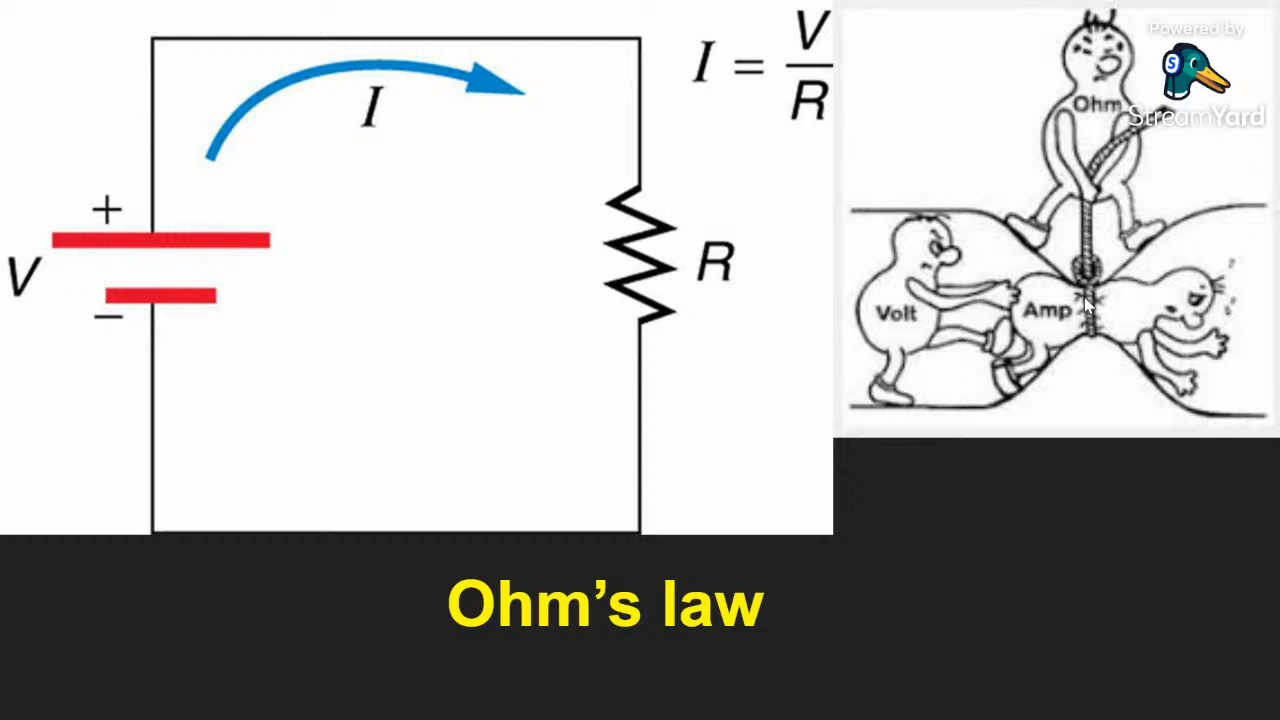 I
+
V
−
R
I = V
R
Ohm
Volt
Amp
Powered by
S
StreamYard
Ohm’s law